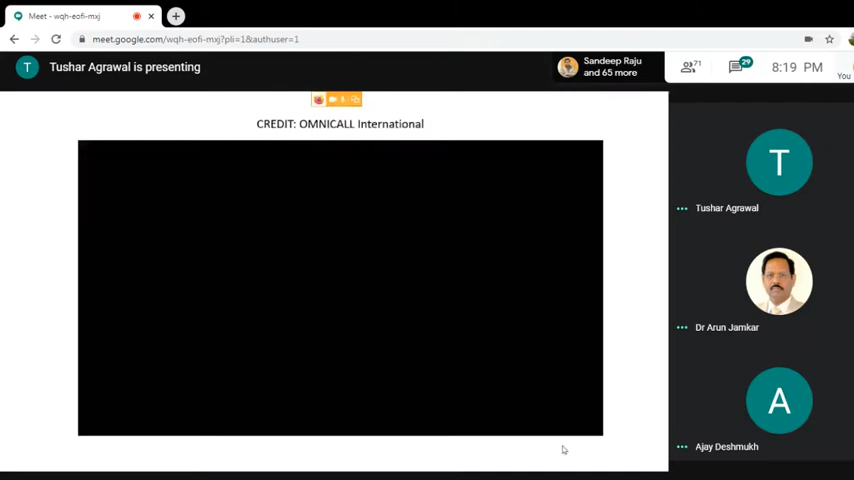 Meet - wqh-eofi-mxj
meet.google.com/wqh-eofi-mxj?pli=1&authuser=1
T
Tushar Agrawal is presenting
Sandeep Raju
and 65 more
71
29
8:19 PM
You
CREDIT: OMNICALL International
T
Tushar Agrawal
Dr Arun Jamkar
A
Ajay Deshmukh